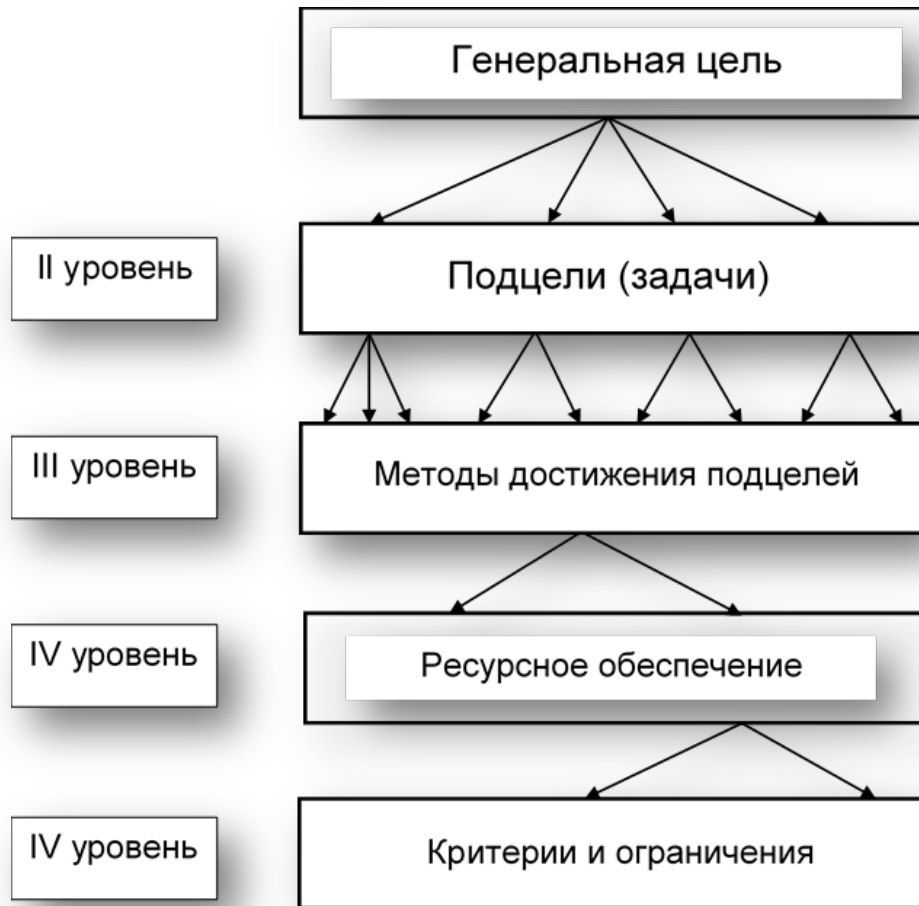 Генеральная цель
II уровень
Подцели (задачи)
III уровень
Методы достижения подцелей
IV уровень
Ресурсное обеспечение
IV уровень
Критерии и ограничения